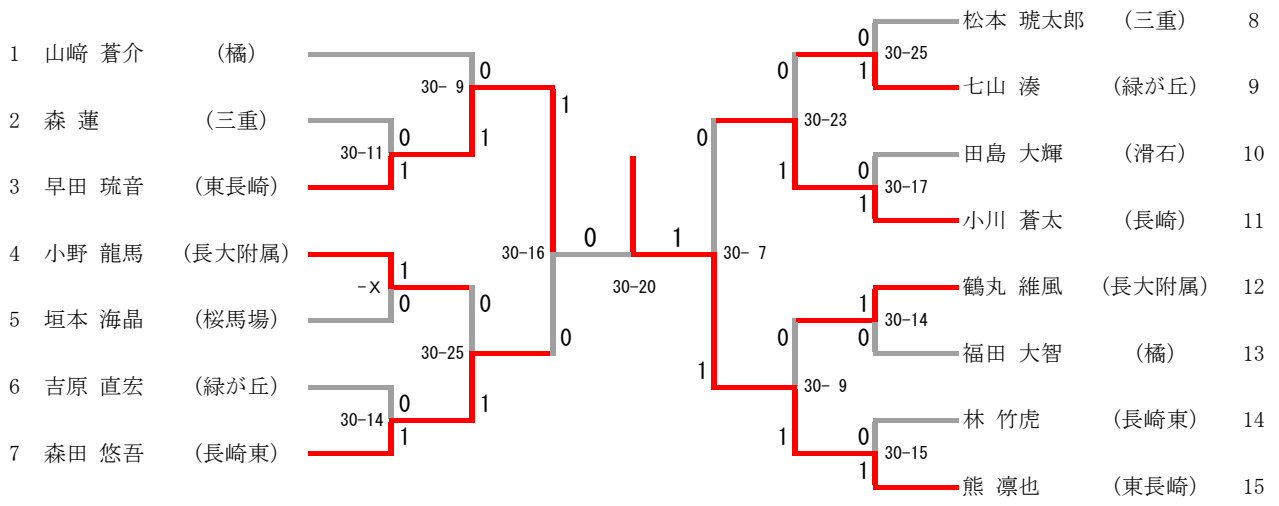 1 山﨑 蒼介 (橘)
2 森 蓮 (三重)
3 早田 琉音 (東長崎)
4 小野 龍馬 (長大附属)
5 垣本 海晶 (桜馬場)
6 吉原 直宏 (緑が丘)
7 森田 悠吾 (長崎東)
0
30- 9
1
0
30-11
1
1
30-16
0
1
-X
0
0
30-25
1
0
30-14
1
0
30-20
1
0
30- 7
1
0
30-23
1
0
30-25
1
0
30-17
1
0
30- 9
1
1
30-14
0
0
30-15
1
松本 琥太郎 (三重) 8
七山 湊 (緑が丘) 9
田島 大輝 (滑石) 10
小川 蒼太 (長崎) 11
鶴丸 維風 (長大附属) 12
福田 大智 (橘) 13
林 竹虎 (長崎東) 14
熊 凛也 (東長崎) 15